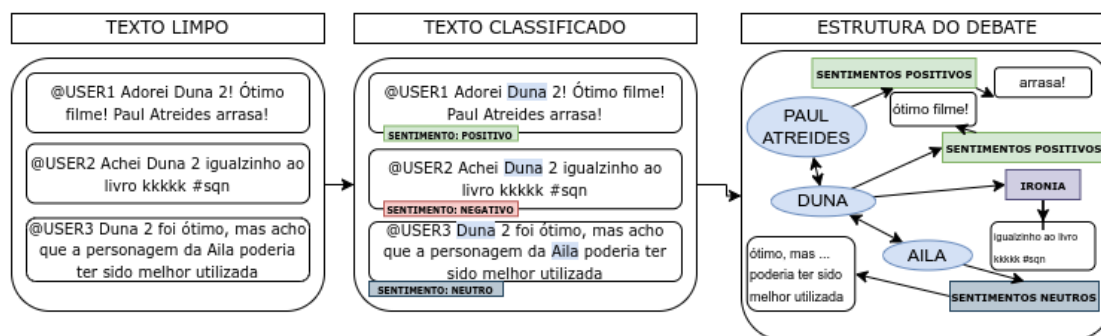 TEXTO LIMPO
@USER1 Adorei Duna 2! Ótimo
filme! Paul Atreides arrasa!
@USER2 Achei Duna 2 igualzinho ao
livro kkkkk #sqn
@USER3 Duna 2 foi ótimo, mas acho
que a personagem da Aila poderia
ter sido melhor utilizada
TEXTO CLASSIFICADO
@USER1 Adorei Duna 2! Ótimo filme!
Paul Atreides arrasa!
SENTIMENTO: POSITIVO
@USER2 Achei Duna 2 igualzinho ao
livro kkkkk #sqn
SENTIMENTO: NEGATIVO
@USER3 Duna 2 foi ótimo, mas acho
que a personagem da Aila poderia
ter sido melhor utilizada
SENTIMENTO: NEUTRO
ESTRUTURA DO DEBATE
SENTIMENTOS POSITIVOS
arrasa!
ótimo filme!
PAUL
ATREIDES
SENTIMENTOS POSITIVOS
IRONIA
DUNA
igualzinho ao livro
kkkkk #sqn
AILA
ótimo, mas ...
poderia ter sido
melhor utilizada
SENTIMENTOS NEUTROS